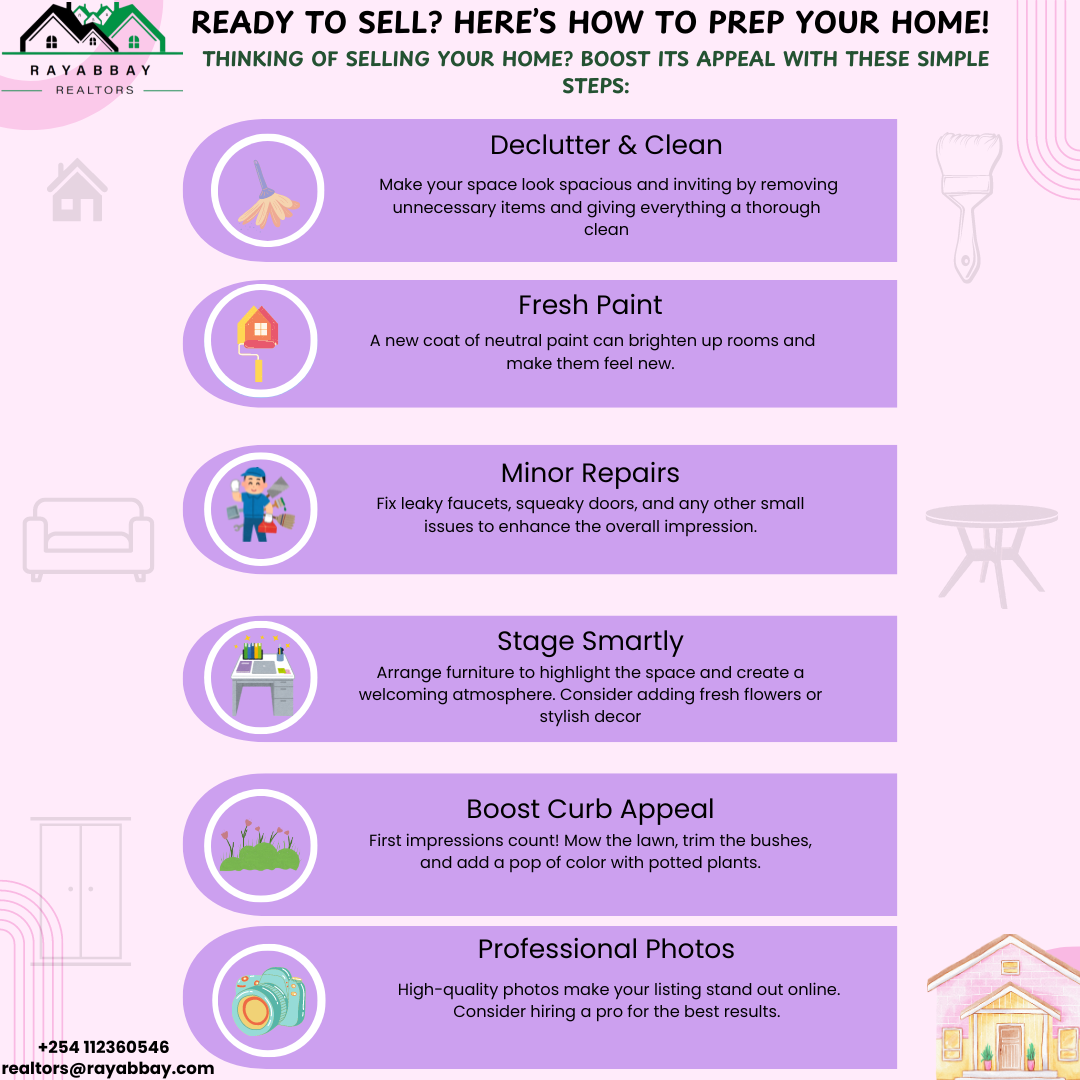 RAYABBAY
REALTORS
READY TO SELL? HERE'S HOW TO PREP YOUR HOME!
THINKING OF SELLING YOUR HOME? BOOST ITS APPEAL WITH THESE SIMPLE
STEPS:
Declutter & Clean
Make your space look spacious and inviting by removing
unnecessary items and giving everything a thorough
clean
Fresh Paint
A new coat of neutral paint can brighten up rooms and
make them feel new.
Minor Repairs
Fix leaky faucets, squeaky doors, and any other small
issues to enhance the overall impression.
Stage Smartly
Arrange furniture to highlight the space and create a
welcoming atmosphere. Consider adding fresh flowers or
stylish decor
Boost Curb Appeal
First impressions count! Mow the lawn, trim the bushes,
and add a pop of color with potted plants.
Professional Photos
High-quality photos make your listing stand out online.
Consider hiring a pro for the best results.
+254 112360546
realtors@rayabbay.com